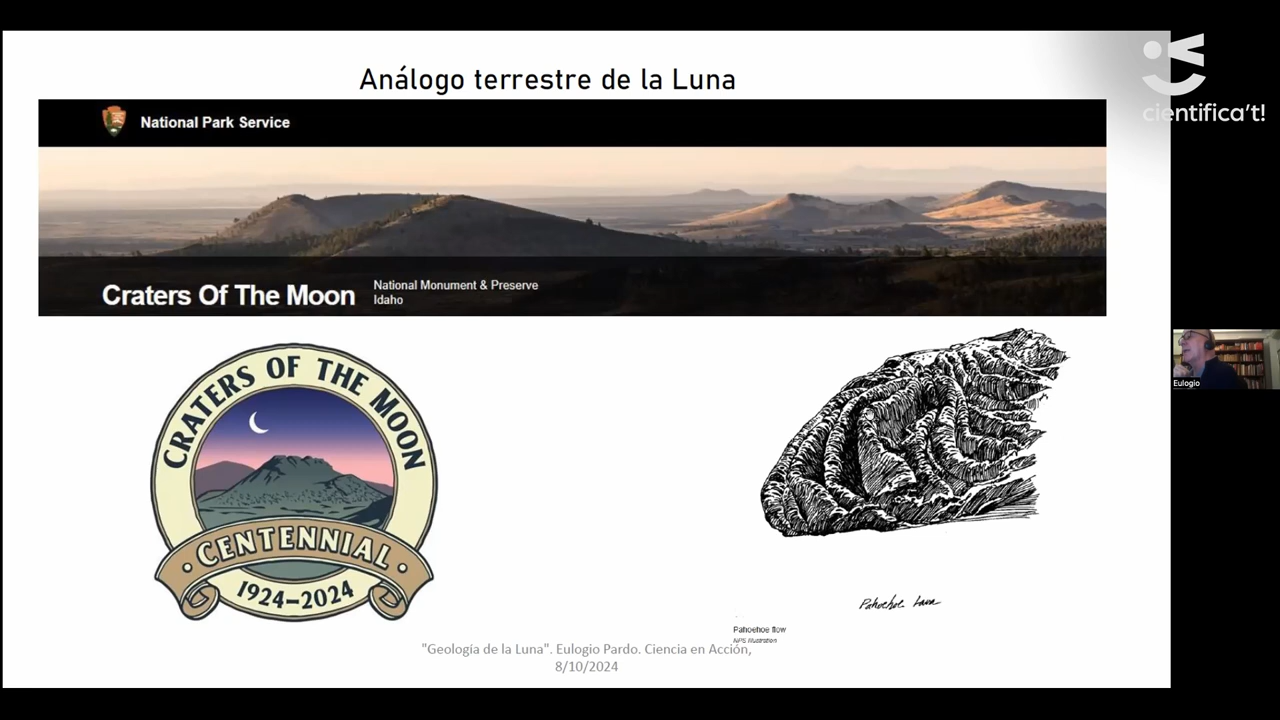 Análogo terrestre de la Luna
cientifica't!
National Park Service
Craters Of The Moon
National Monument & Preserve
Idaho
CRATERS OF THE MOON
CENTENNIAL
1924–2024
Eulogio
Pahoehoe Lava
Pahoehoe flow
NPS Illustration
"Geología de la Luna". Eulogio Pardo. Ciencia en Acción,
8/10/2024